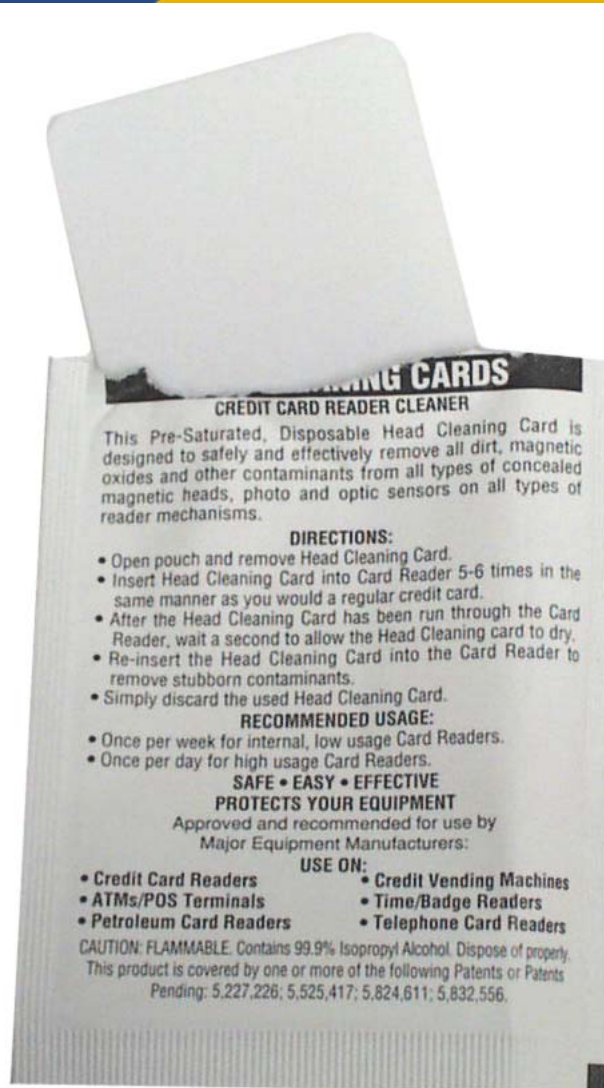 CARDS
CREDIT CARD READER CLEANER
This Pre-Saturated, Disposable Head Cleaning Card is
designed to safely and effectively remove all dirt, magnetic
oxides and other contaminants from all types of concealed
magnetic heads, photo and optic sensors on all types of
reader mechanisms.
DIRECTIONS:
• Open pouch and remove Head Cleaning Card.
• Insert Head Cleaning Card into Card Reader 5-6 times in the
same manner as you would a regular credit card.
• After the Head Cleaning Card has been run through the Card
Reader, wait a second to allow the Head Cleaning card to dry.
• Re-insert the Head Cleaning Card into the Card Reader to
remove stubborn contaminants.
• Simply discard the used Head Cleaning Card.
RECOMMENDED USAGE:
• Once per week for internal, low usage Card Readers.
• Once per day for high usage Card Readers.
SAFE • EASY • EFFECTIVE
PROTECTS YOUR EQUIPMENT
Approved and recommended for use by
Major Equipment Manufacturers:
USE ON:
• Credit Card Readers • Credit Vending Machines
• ATMs/POS Terminals • Time/Badge Readers
• Petroleum Card Readers • Telephone Card Readers
CAUTION: FLAMMABLE. Contains 99.9% Isopropyl Alcohol. Dispose of properly.
This product is covered by one or more of the following Patents or Patents
Pending: 5,227,226; 5,525,417; 5,824,611; 5,832,556.